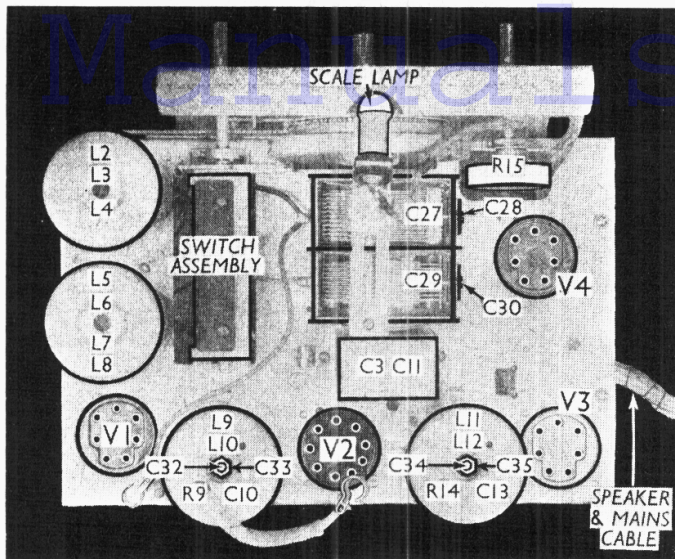 Manuals
SCALE LAMP
L2
L3
L4
R15
C27
C28
SWITCH
ASSEMBLY
V4
L5
L6
L7
L8
C29
C30
C3 C11
V1
L9
L10
V2
L11
L12
V3
C32
C33
C34
C35
R9
C10
R14
C13
SPEAKER
& MAINS
CABLE